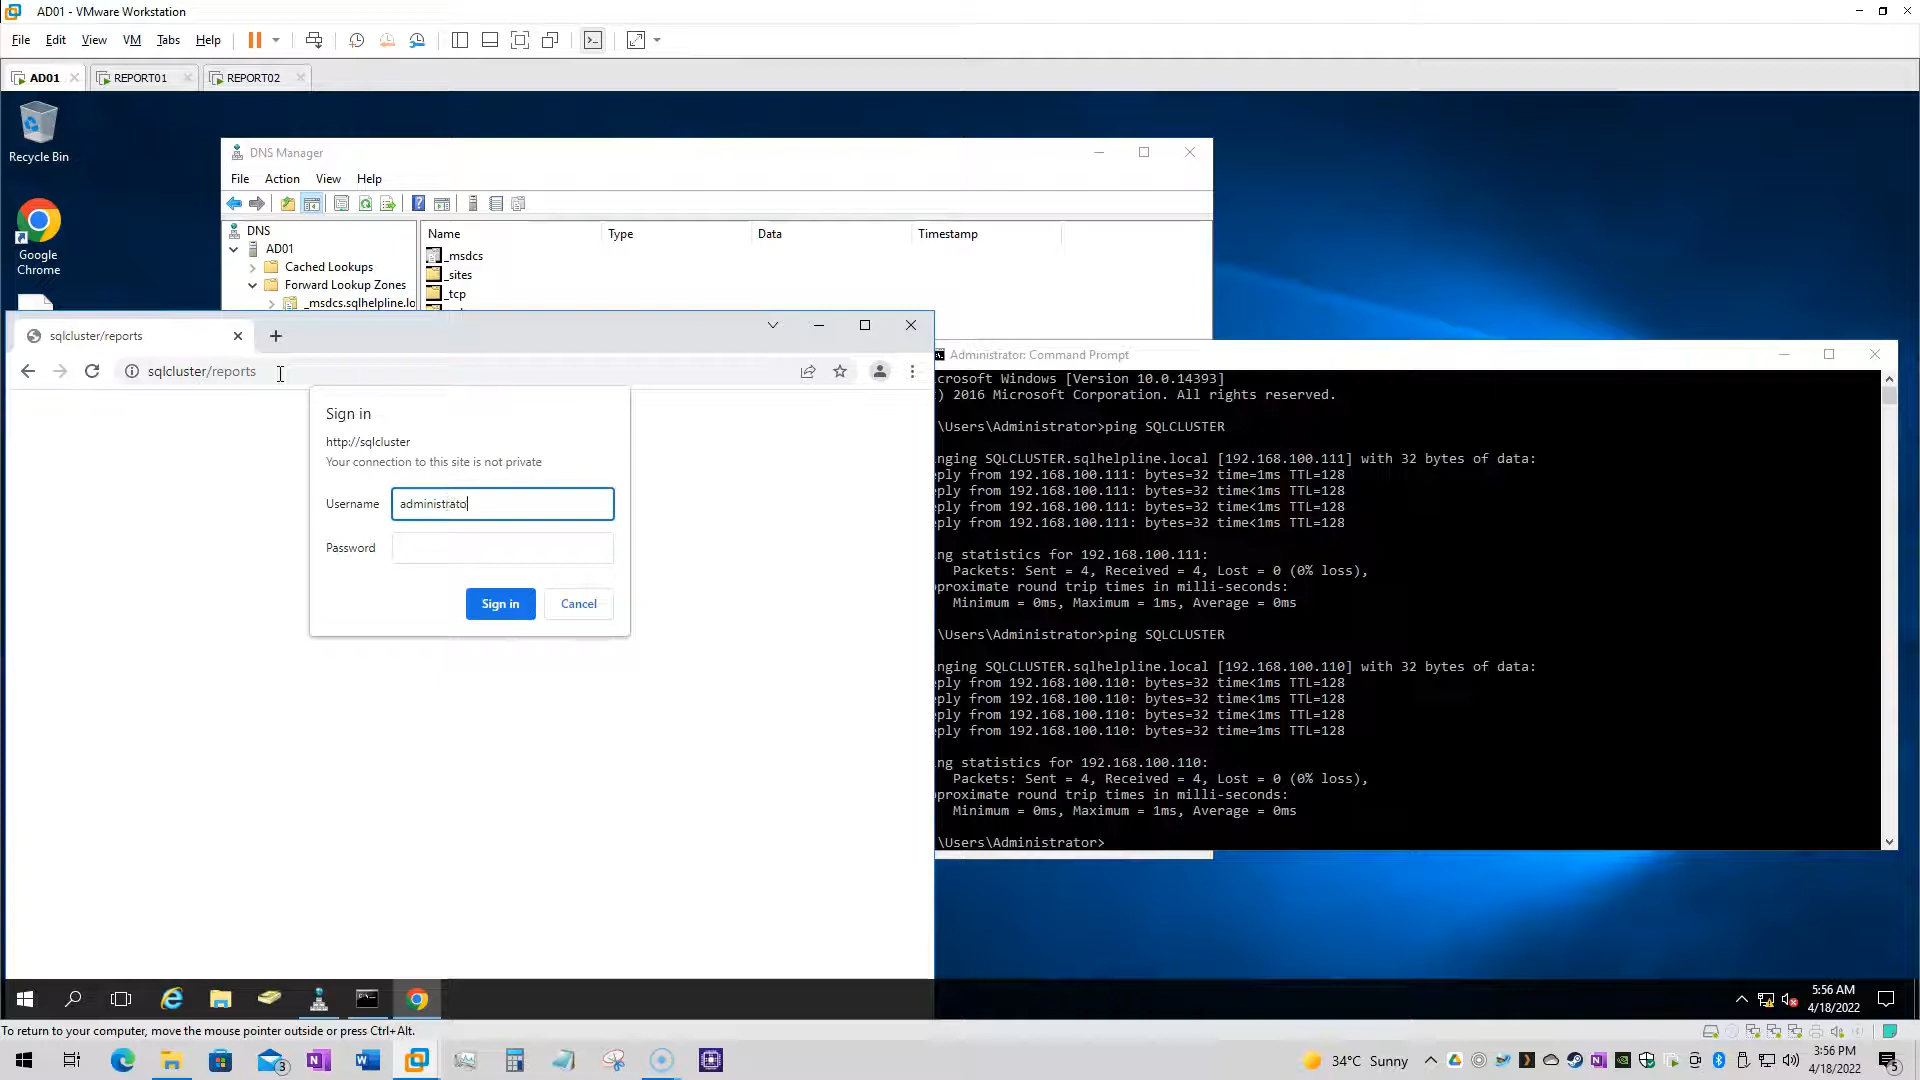 AD01 - VMware Workstation
File Edit View VM Tabs Help
AD01 REPORT01 REPORT02
Recycle Bin
Google
Chrome
DNS Manager
File Action View Help
DNS
AD01
Cached Lookups
Forward Lookup Zones
_msdcs.sqlhelpline.lo
Name Type Data Timestamp
_msdcs
_sites
_tcp
sqlcluster/reports
sqlcluster/reports
Sign in
http://sqlcluster
Your connection to this site is not private
Username administrato
Password
Sign in Cancel
Administrator: Command Prompt
crosoft Windows [Version 10.0.14393]
) 2016 Microsoft Corporation. All rights reserved.
\Users\Administrator>ping SQLCLUSTER
nging SQLCLUSTER.sqlhelpline.local [192.168.100.111] with 32 bytes of data:
eply from 192.168.100.111: bytes=32 time=1ms TTL=128
eply from 192.168.100.111: bytes=32 time<1ms TTL=128
eply from 192.168.100.111: bytes=32 time<1ms TTL=128
eply from 192.168.100.111: bytes=32 time<1ms TTL=128
ng statistics for 192.168.100.111:
Packets: Sent = 4, Received = 4, Lost = 0 (0% loss),
proximate round trip times in milli-seconds:
Minimum = 0ms, Maximum = 1ms, Average = 0ms
\Users\Administrator>ping SQLCLUSTER
nging SQLCLUSTER.sqlhelpline.local [192.168.100.110] with 32 bytes of data:
eply from 192.168.100.110: bytes=32 time<1ms TTL=128
eply from 192.168.100.110: bytes=32 time<1ms TTL=128
eply from 192.168.100.110: bytes=32 time<1ms TTL=128
eply from 192.168.100.110: bytes=32 time=1ms TTL=128
ng statistics for 192.168.100.110:
Packets: Sent = 4, Received = 4, Lost = 0 (0% loss),
proximate round trip times in milli-seconds:
Minimum = 0ms, Maximum = 1ms, Average = 0ms
\Users\Administrator>
5:56 AM
4/18/2022
To return to your computer, move the mouse pointer outside or press Ctrl+Alt.
3
34°C Sunny
3:56 PM
4/18/2022
5